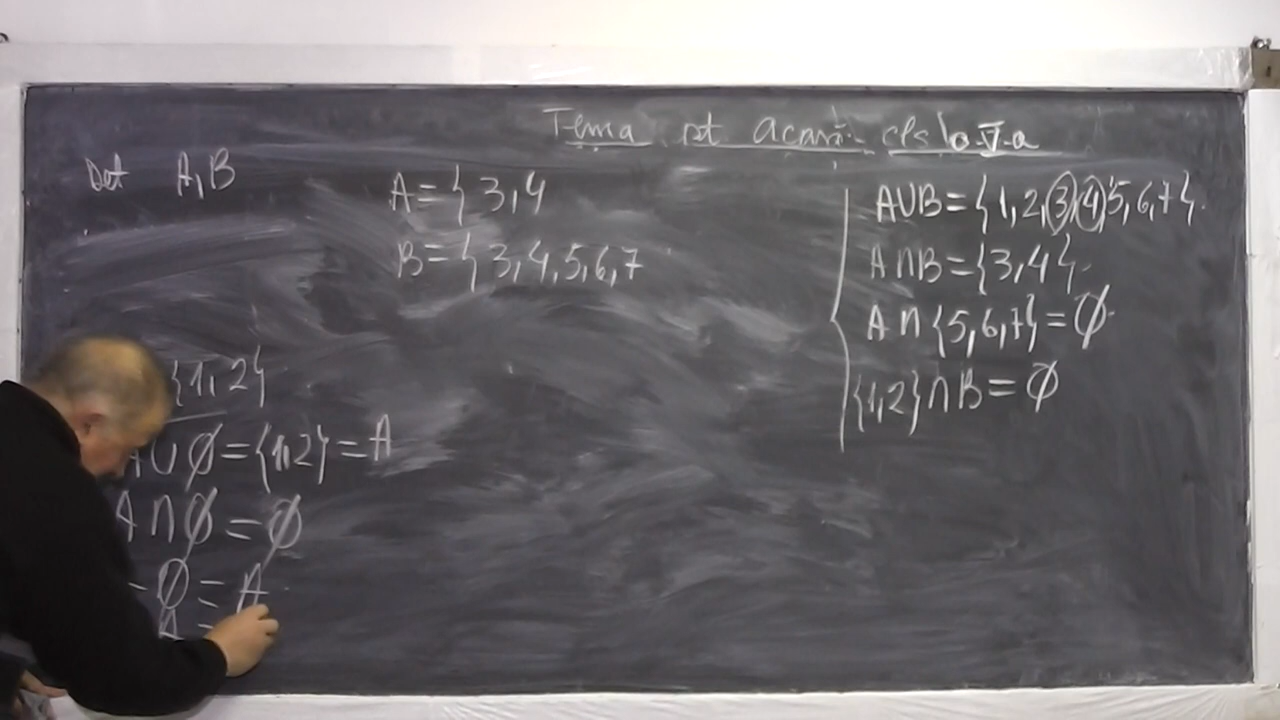 Tema pt acasă cls a V-a
Det A,B
A={3,4
B={3,4,5,6,7
A∪B={1,2,3,4,5,6,7}.
A∩B={3,4}.
A∩{5,6,7}=∅.
{1,2}∩B=∅
{1,2}
A∪∅={1,2}=A
A∩∅=∅
-∅=A
A=